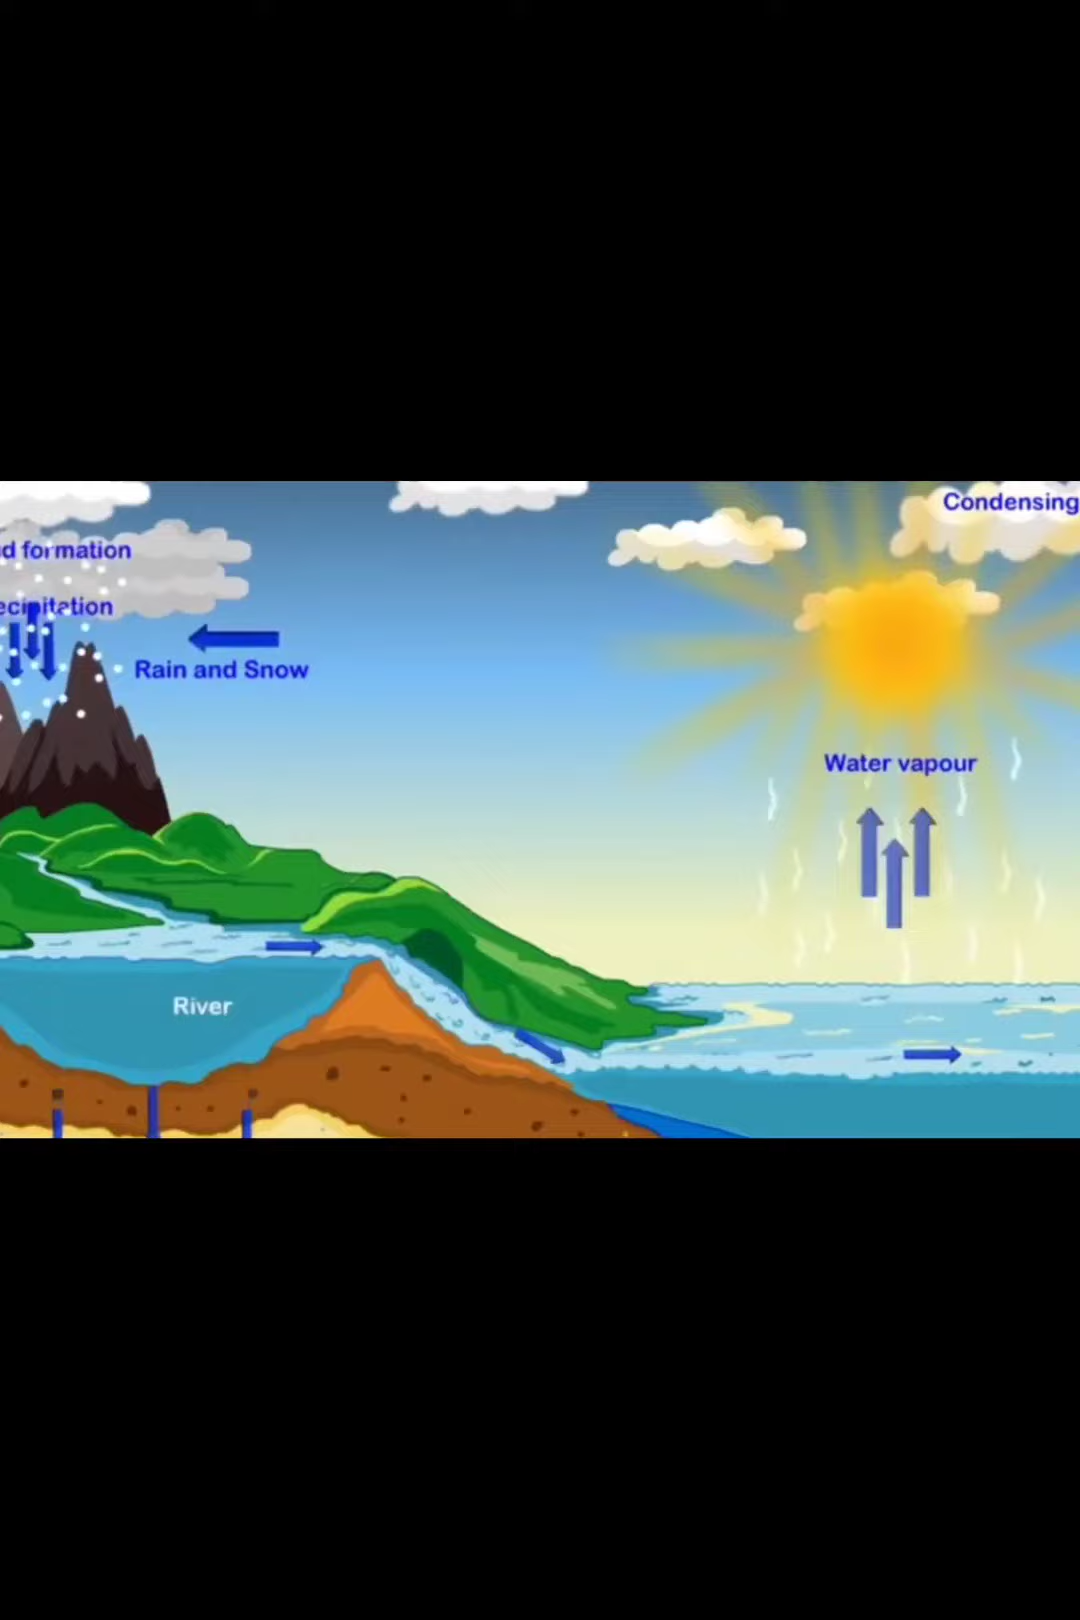 Condensing
d formation
ecipitation
Rain and Snow
Water vapour
River